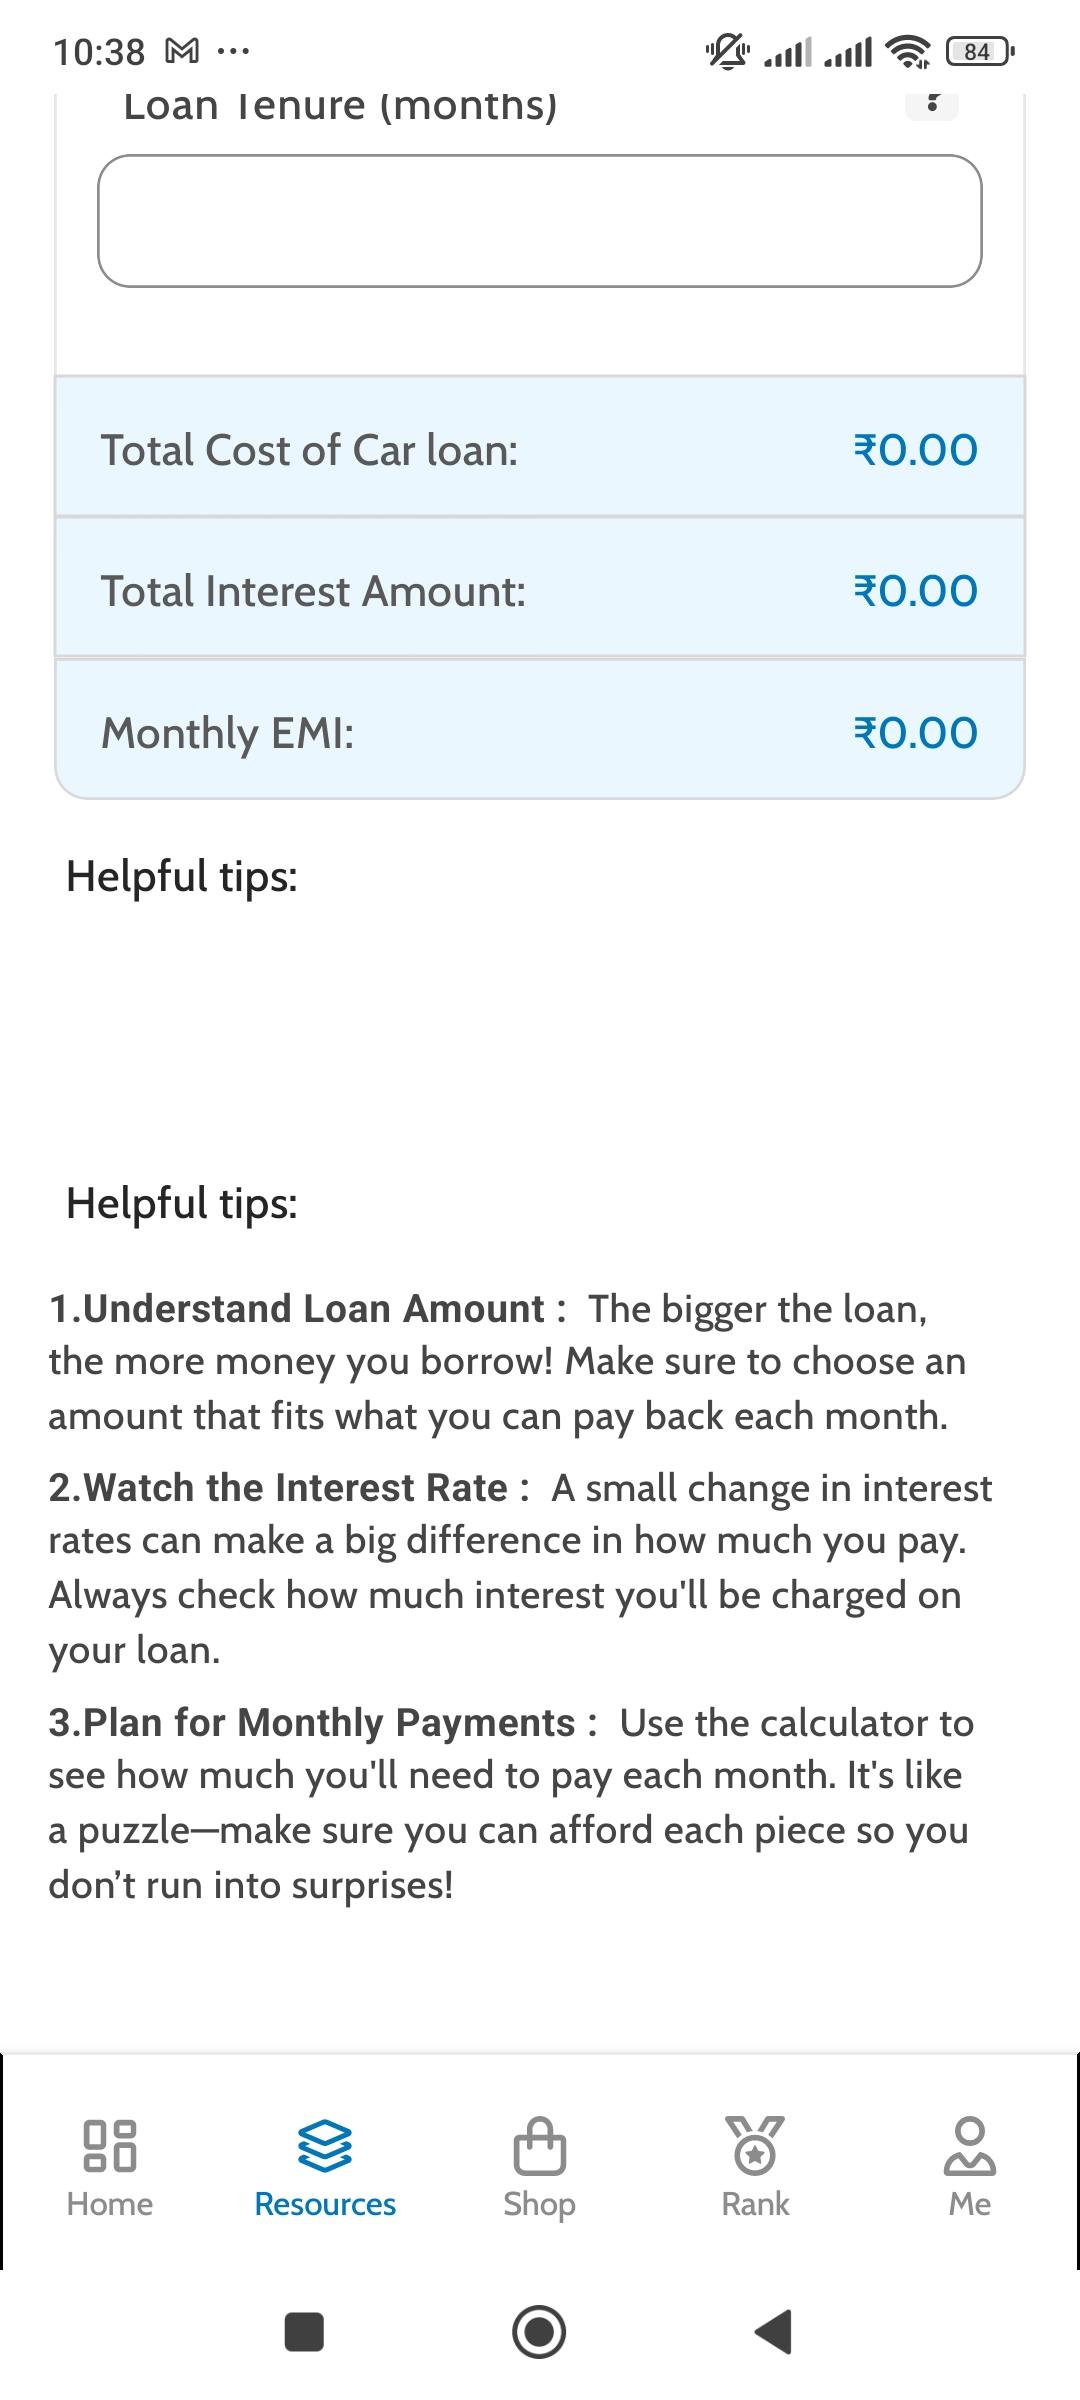 10:38
84
Loan Tenure (months)
?
Total Cost of Car loan:
₹0.00
Total Interest Amount:
₹0.00
Monthly EMI:
₹0.00
Helpful tips:
Helpful tips:
1.Understand Loan Amount : The bigger the loan,
the more money you borrow! Make sure to choose an
amount that fits what you can pay back each month.
2.Watch the Interest Rate : A small change in interest
rates can make a big difference in how much you pay.
Always check how much interest you'll be charged on
your loan.
3.Plan for Monthly Payments : Use the calculator to
see how much you'll need to pay each month. It's like
a puzzle—make sure you can afford each piece so you
don’t run into surprises!
Home
Resources
Shop
Rank
Me